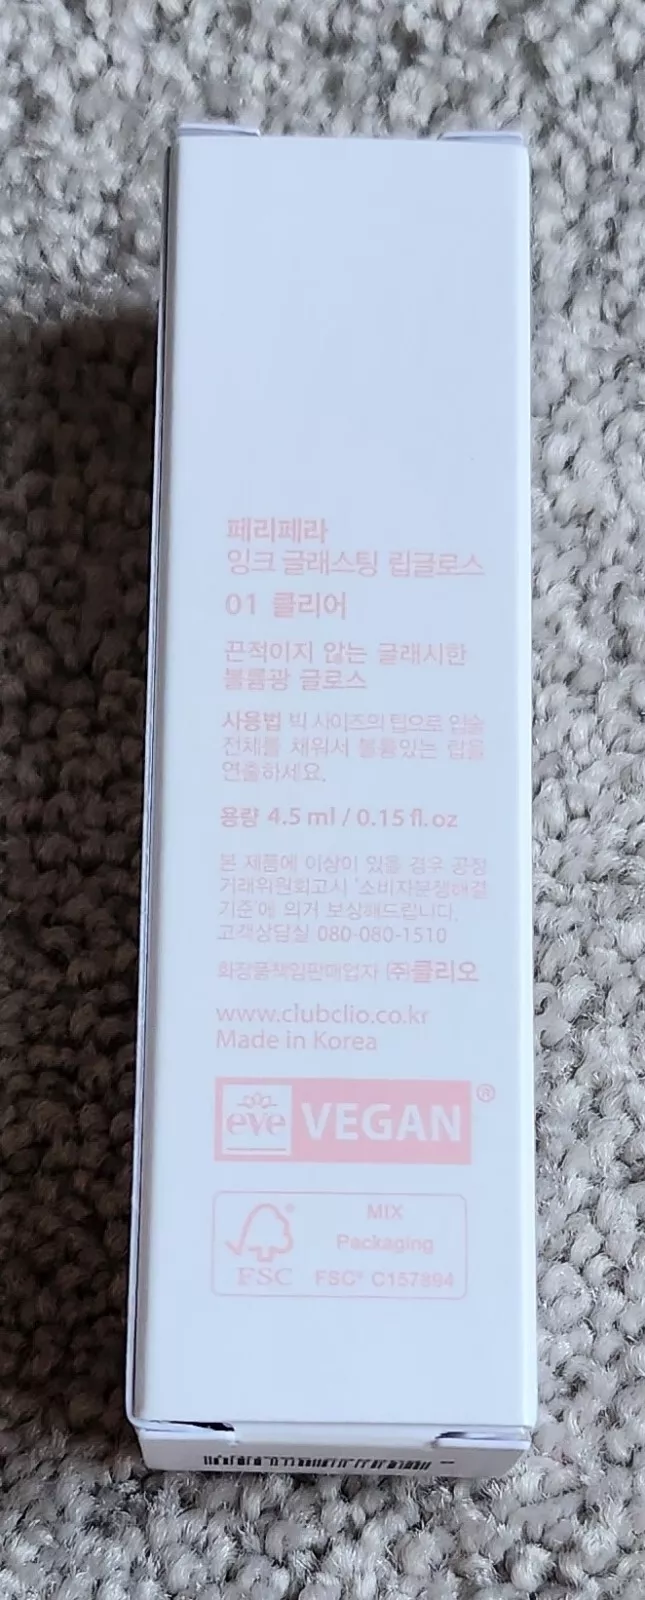 페리페라
잉크 글래스팅 립글로스
01 클리어
끈적이지 않는 글래시한
볼륨광 글로스
사용법 빅 사이즈의 팁으로 입술
전체를 채워서 볼륨있는 립을
연출하세요.
용량 4.5 ml / 0.15 fl. oz
본 제품에 이상이 있을 경우 공정
거래위원회고시 '소비자분쟁해결
기준'에 의거 보상해드립니다.
고객상담실 080-080-1510
화장품책임판매업자 ㈜클리오
www.clubclio.co.kr
Made in Korea
eve VEGAN ®
MIX
Packaging
FSC FSC® C157894